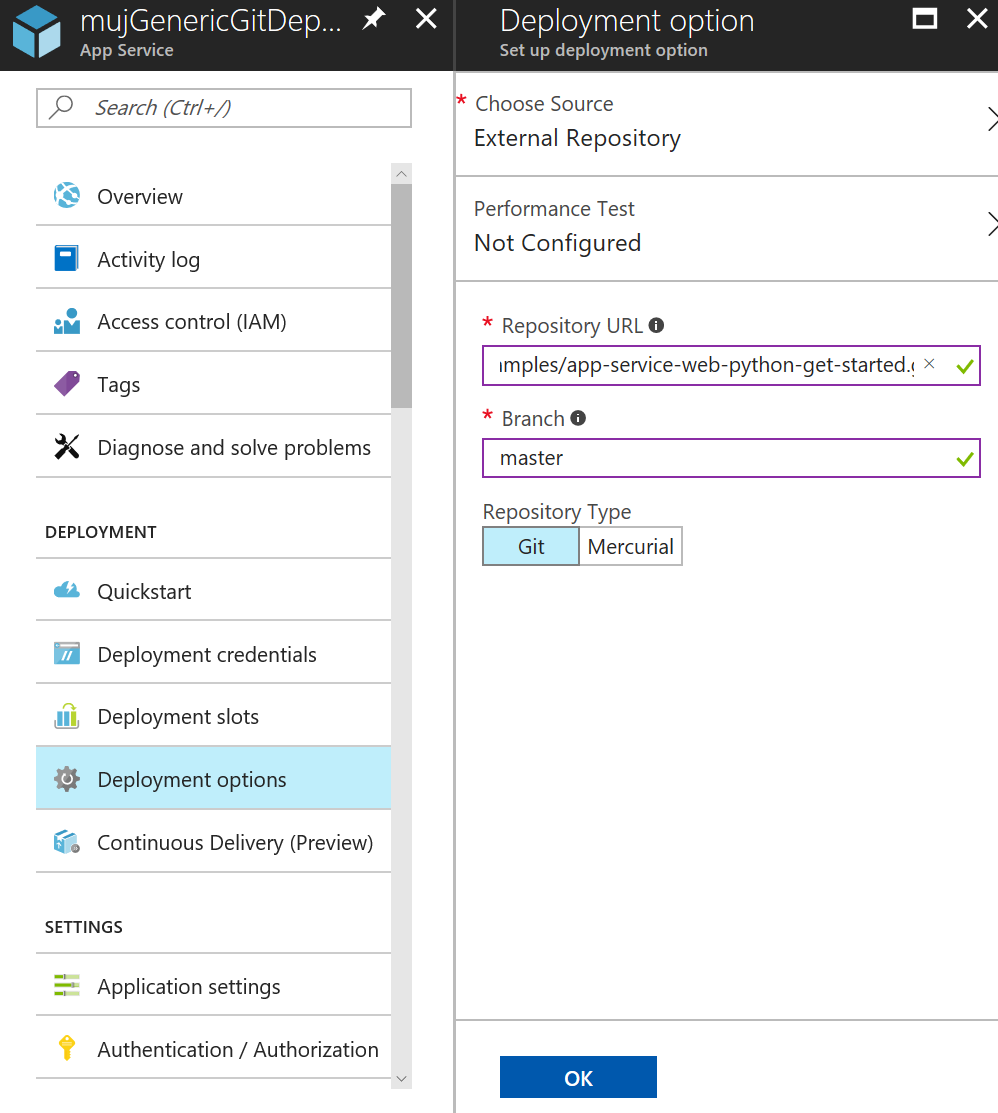 mujGenericGitDep...
App Service
Search (Ctrl+/)
Overview
Activity log
Access control (IAM)
Tags
Diagnose and solve problems
DEPLOYMENT
Quickstart
Deployment credentials
Deployment slots
Deployment options
Continuous Delivery (Preview)
SETTINGS
Application settings
Authentication / Authorization
Deployment option
Set up deployment option
* Choose Source
External Repository
Performance Test
Not Configured
* Repository URL
mples/app-service-web-python-get-started.g
* Branch
master
Repository Type
Git Mercurial
OK